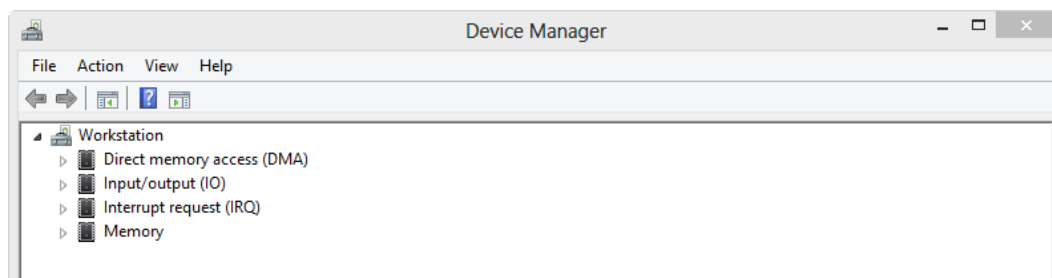 Device Manager
File Action View Help
Workstation
Direct memory access (DMA)
Input/output (IO)
Interrupt request (IRQ)
Memory